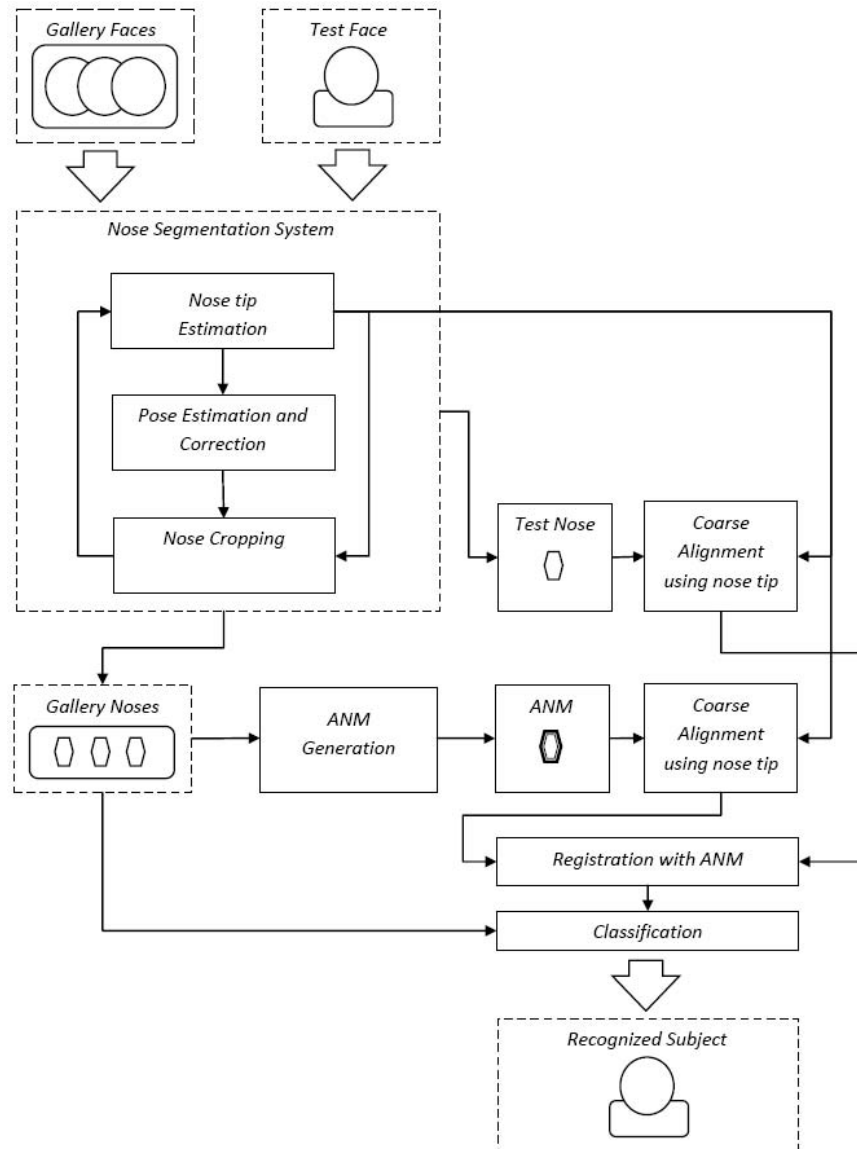 Gallery Faces
Test Face
Nose Segmentation System
Nose tip
Estimation
Pose Estimation and
Correction
Nose Cropping
Test Nose
Coarse
Alignment
using nose tip
Gallery Noses
ANM
Generation
ANM
Coarse
Alignment
using nose tip
Registration with ANM
Classification
Recognized Subject